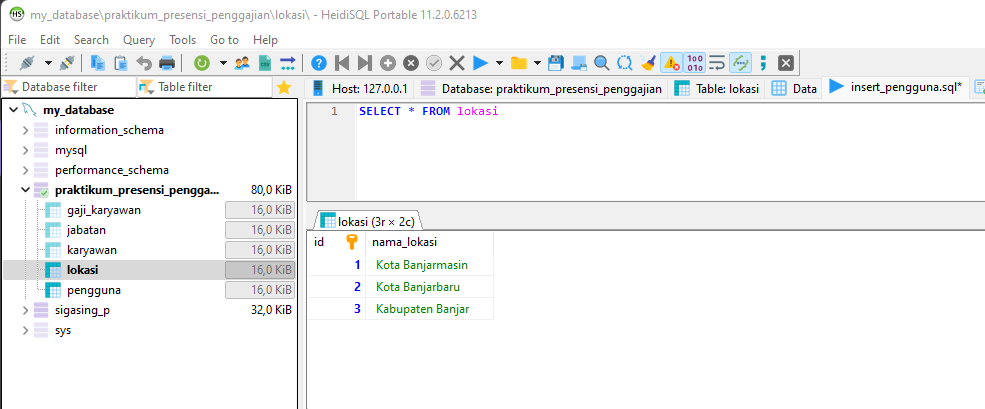 my_database\praktikum_presensi_penggajian\lokasi\ - HeidiSQL Portable 11.2.0.6213
File Edit Search Query Tools Go to Help
Database filter Table filter
Host: 127.0.0.1 Database: praktikum_presensi_penggajian Table: lokasi Data insert_pengguna.sql*
my_database
information_schema
mysql
performance_schema
praktikum_presensi_pengga... 80,0 KiB
gaji_karyawan 16,0 KiB
jabatan 16,0 KiB
karyawan 16,0 KiB
lokasi 16,0 KiB
pengguna 16,0 KiB
sigasing_p 32,0 KiB
sys
1 SELECT * FROM lokasi
lokasi (3r × 2c)
id nama_lokasi
1 Kota Banjarmasin
2 Kota Banjarbaru
3 Kabupaten Banjar